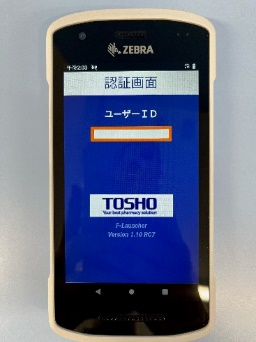 ZEBRA
認証画面
ユーザーID
TOSHO
Your best pharmacy solution
F-Launcher
Version 1.10 RC7